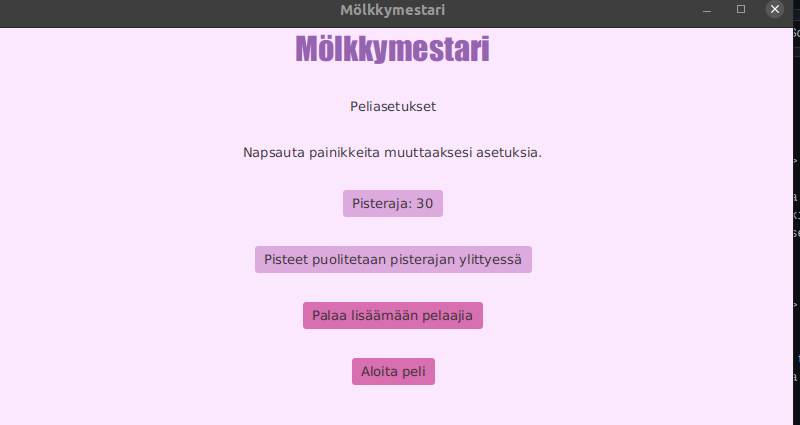 Mölkkymestari
Mölkkymestari
Peliasetukset
Napsauta painikkeita muuttaaksesi asetuksia.
Pisteraja: 30
Pisteet puolitetaan pisterajan ylittyessä
Palaa lisäämään pelaajia
Aloita peli